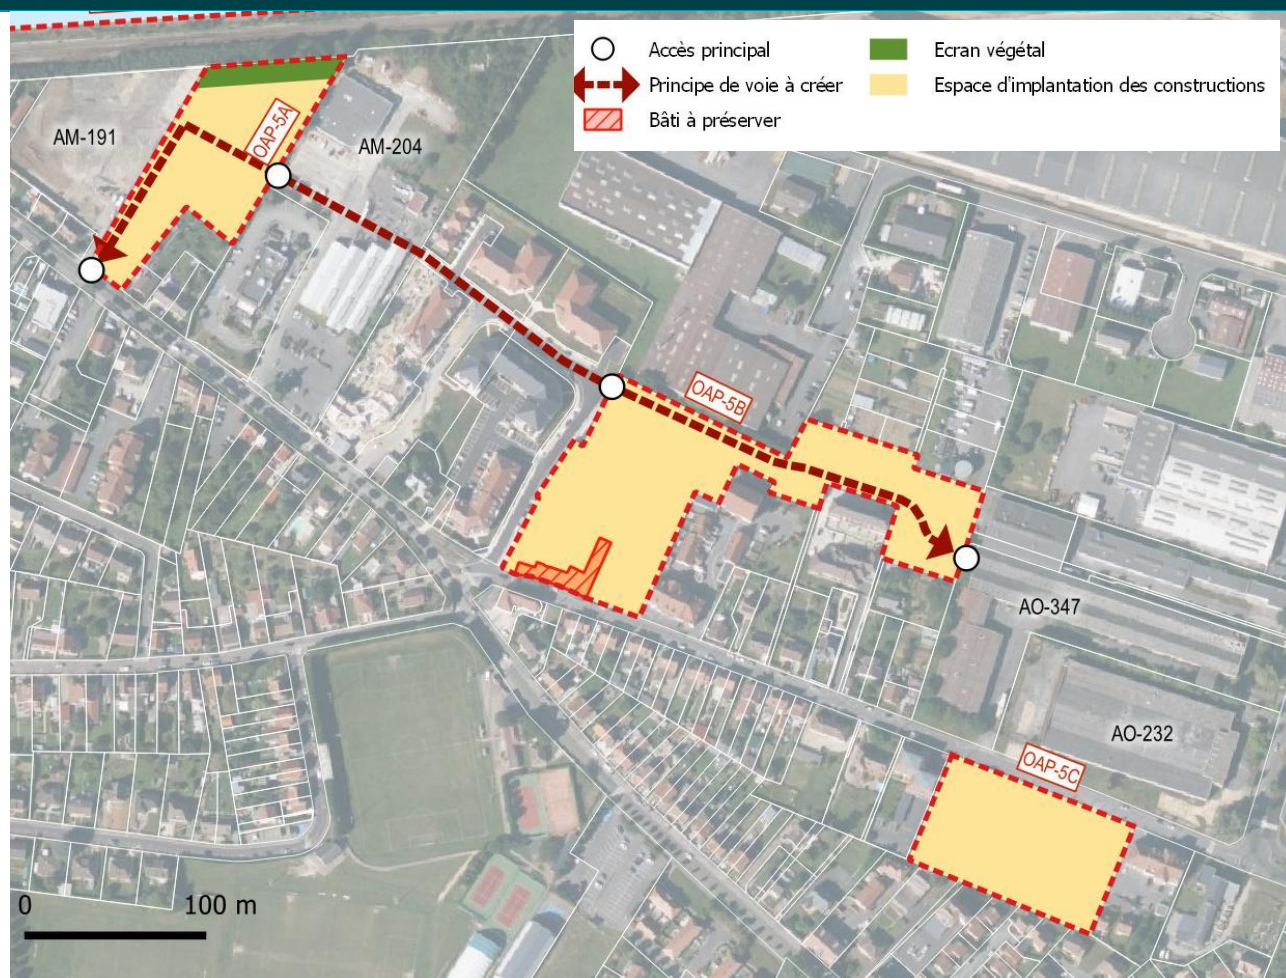 Accès principal
Ecran végétal
Principe de voie à créer
Espace d'implantation des constructions
Bâti à préserver
OAP-5A
AM-191
AM-204
OAP-5B
AO-347
AO-232
OAP-5C
0 100 m